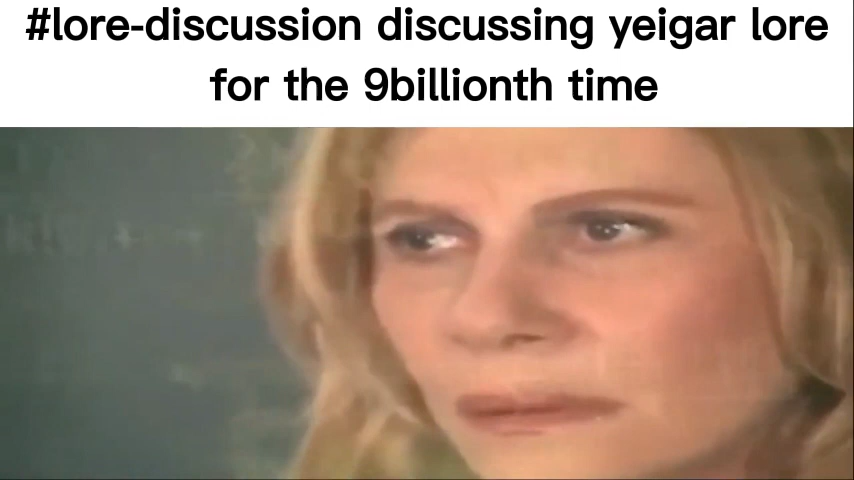 #lore-discussion discussing yeigar lore
for the 9billionth time